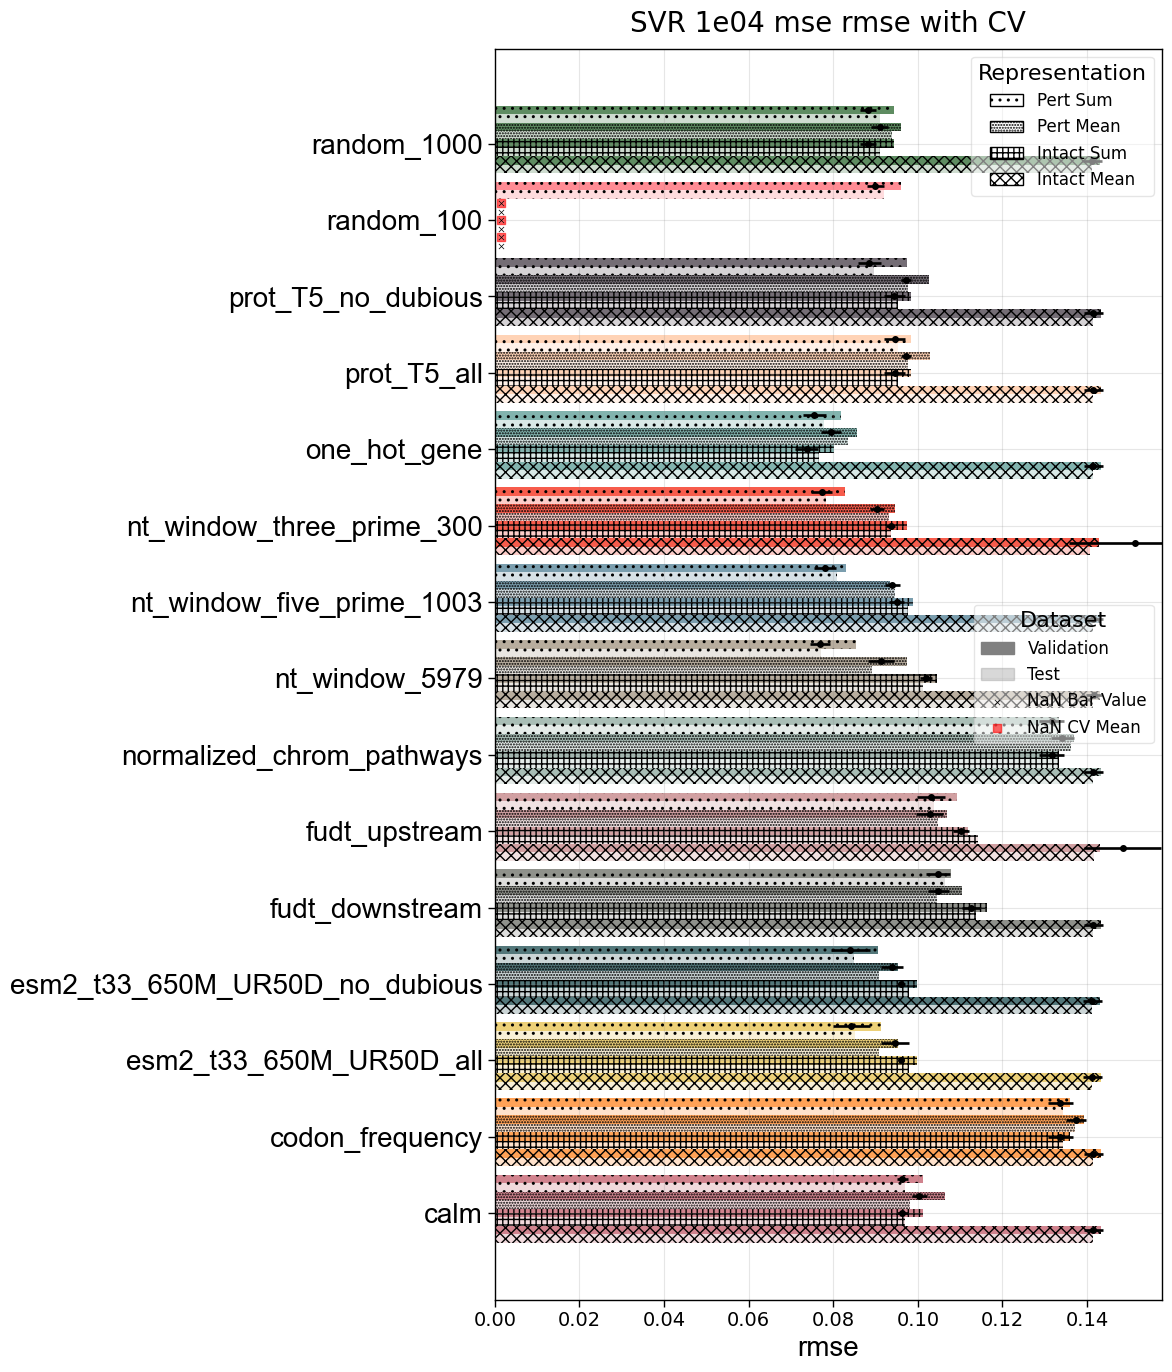 SVR 1e04 mse rmse with CV
Representation
Pert Sum
Pert Mean
Intact Sum
Intact Mean
random_1000
random_100
prot_T5_no_dubious
prot_T5_all
one_hot_gene
nt_window_three_prime_300
nt_window_five_prime_1003
Dataset
Validation
Test
NaN Bar Value
NaN CV Mean
nt_window_5979
normalized_chrom_pathways
fudt_upstream
fudt_downstream
esm2_t33_650M_UR50D_no_dubious
esm2_t33_650M_UR50D_all
codon_frequency
calm
0.00 0.02 0.04 0.06 0.08 0.10 0.12 0.14
rmse